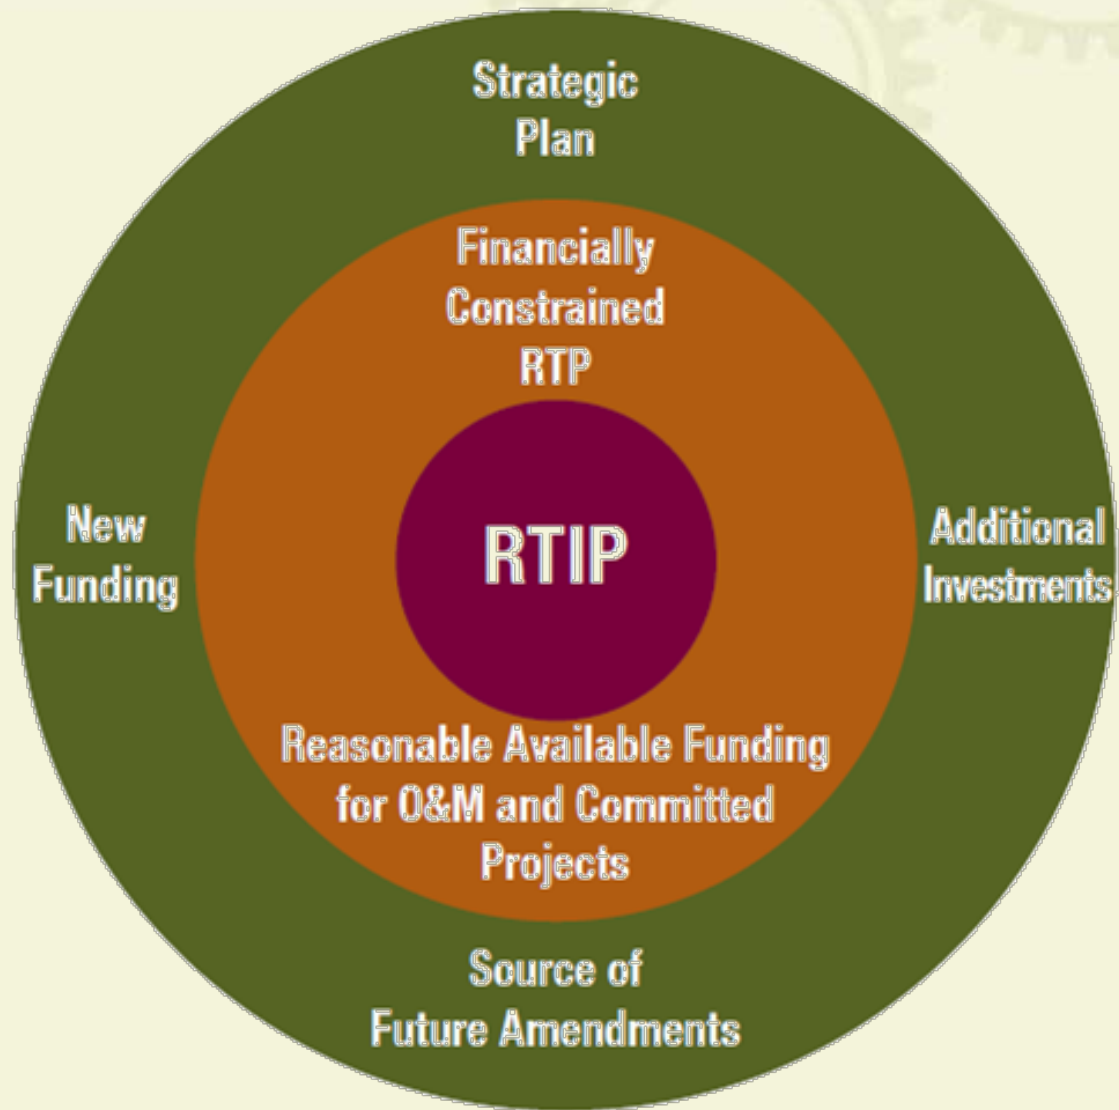 Strategic
Plan
Financially
Constrained
RTP
New
Funding
RTIP
Additional
Investments
Reasonable Available Funding
for O&M and Committed
Projects
Source of
Future Amendments